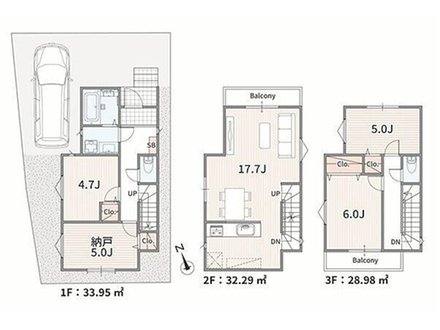 SB
4.7J
UP
Clo.
納戸
5.0J
Clo.
1F：33.95 ㎡
Z
Balcony
17.7J
UP
DN
2F：32.29 ㎡
5.0J
Clo.
Clo.
6.0J
DN
Balcony
3F：28.98 ㎡